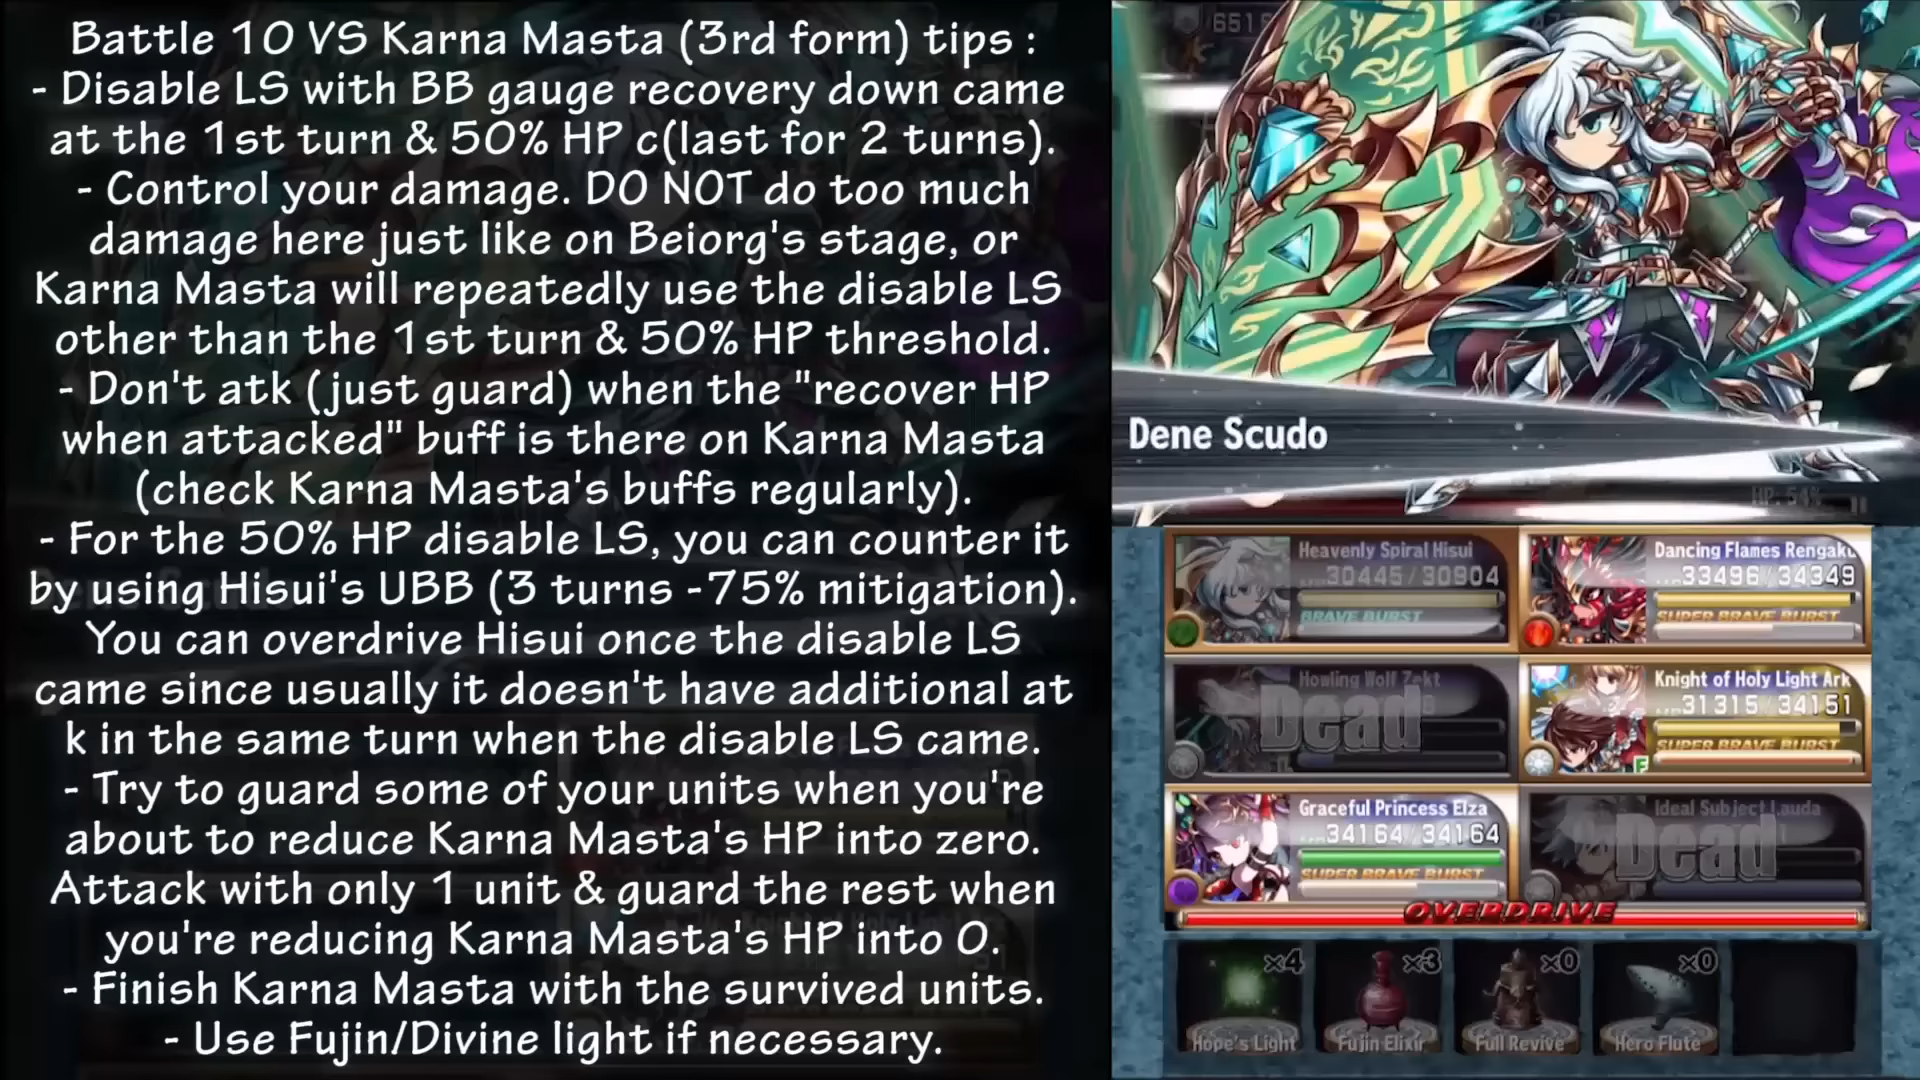 Battle 10 VS Karna Masta (3rd form) tips :
- Disable LS with BB gauge recovery down came
at the 1st turn & 50% HP c(last for 2 turns).
- Control your damage. DO NOT do too much
damage here just like on Beiorg's stage, or
Karna Masta will repeatedly use the disable LS
other than the 1st turn & 50% HP threshold.
- Don't atk (just guard) when the "recover HP
when attacked" buff is there on Karna Masta
(check Karna Masta's buffs regularly).
- For the 50% HP disable LS, you can counter it
by using Hisui's UBB (3 turns -75% mitigation).
You can overdrive Hisui once the disable LS
came since usually it doesn't have additional at
k in the same turn when the disable LS came.
- Try to guard some of your units when you're
about to reduce Karna Masta's HP into zero.
Attack with only 1 unit & guard the rest when
you're reducing Karna Masta's HP into 0.
- Finish Karna Masta with the survived units.
- Use Fujin/Divine light if necessary.
Dene Scudo
HP: 54%
Heavenly Spiral Hisui
30445/30904
BRAVE BURST
Dancing Flames Rengaku
33496/34349
SUPER BRAVE BURST
Howling Wolf Zekt
Dead
Knight of Holy Light Ark
31315/34151
SUPER BRAVE BURST
F
Graceful Princess Elza
34164/34164
SUPER BRAVE BURST
Ideal Subject Lauda
Dead
OVERDRIVE
x4
Hope's Light
x3
Fujin Elixir
x0
Full Revive
x0
Hero Flute